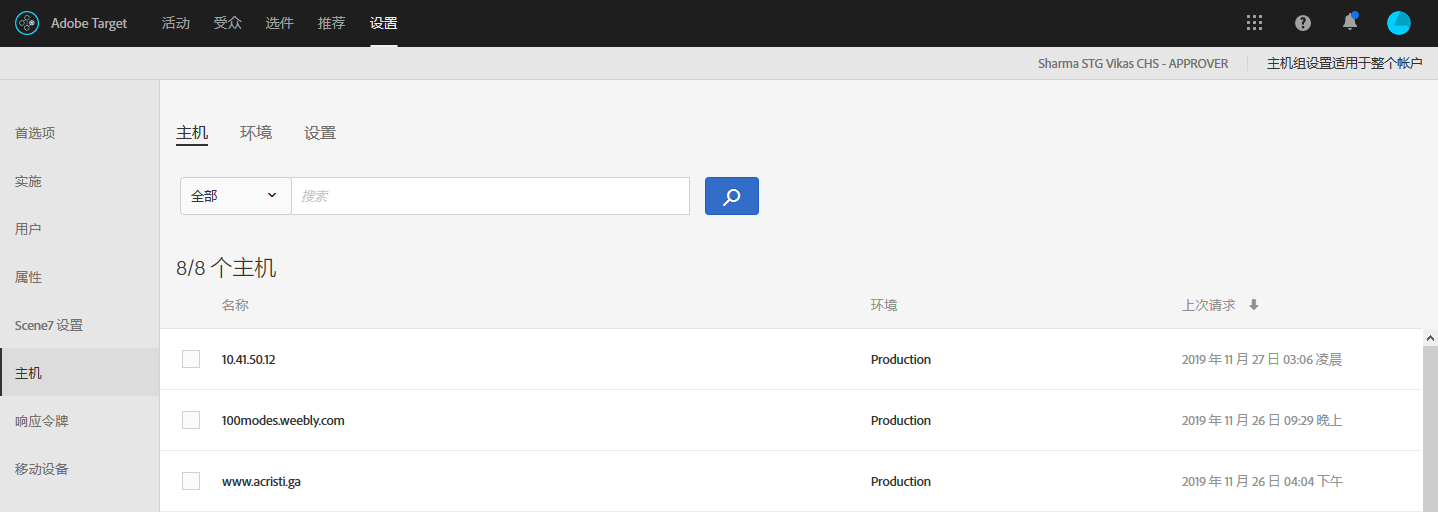 Adobe Target 活动 受众 选件 推荐 设置
Sharma STG Vikas CHS - APPROVER 主机组设置适用于整个帐户
首选项
实施
用户
属性
Scene7 设置
主机
响应令牌
移动设备
主机 环境 设置
全部 搜索
8/8 个主机
名称 环境 上次请求
10.41.50.12 Production 2019 年 11 月 27 日 03:06 凌晨
100modes.weebly.com Production 2019 年 11 月 26 日 09:29 晚上
www.acristi.ga Production 2019 年 11 月 26 日 04:04 下午